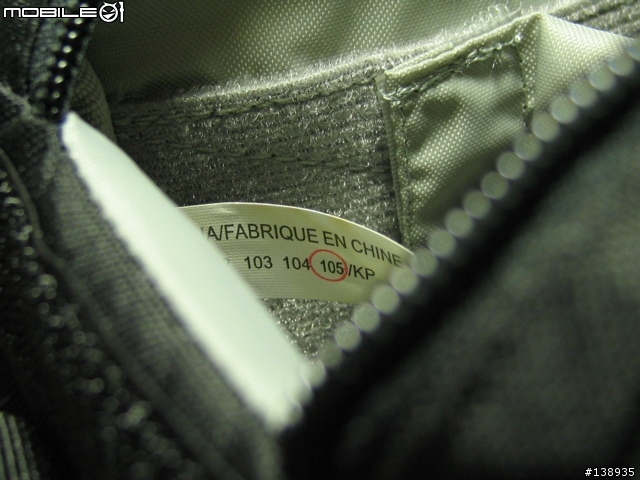 MOBILE01
A/FABRIQUE EN CHINE
103 104 105/KP
#138935